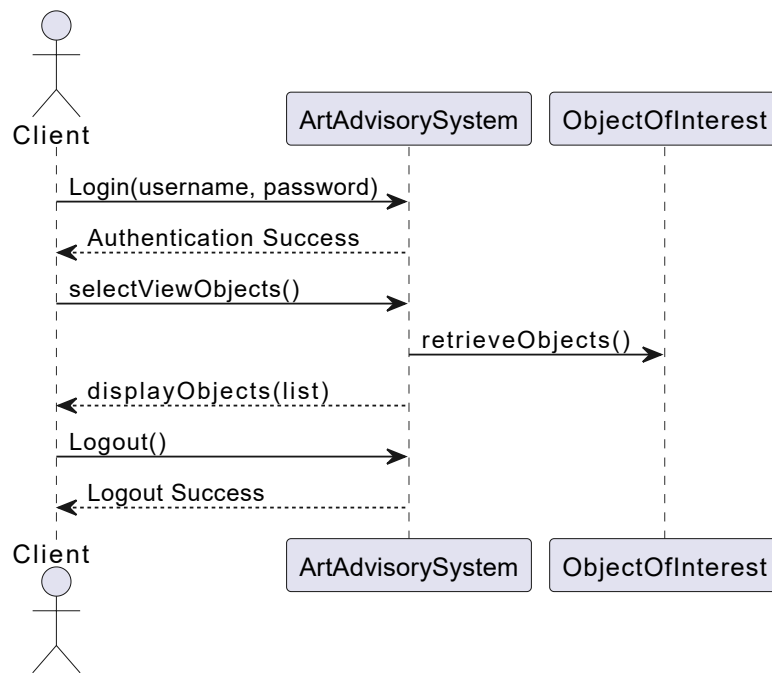 Client
ArtAdvisorySystem
ObjectOfInterest
Login(username, password)
Authentication Success
selectViewObjects()
retrieveObjects()
displayObjects(list)
Logout()
Logout Success
Client
ArtAdvisorySystem
ObjectOfInterest